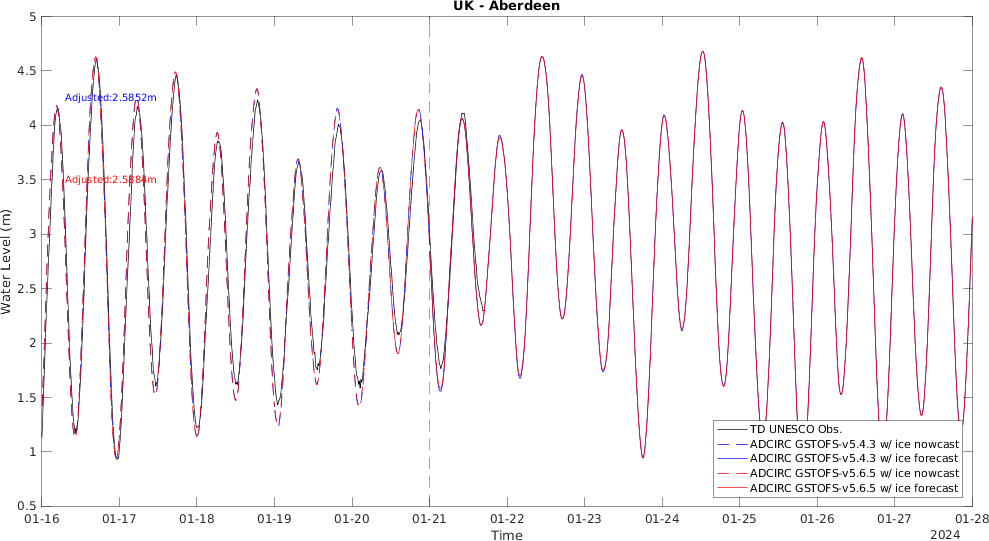 UK - Aberdeen
5
4.5
4
3.5
3
2.5
2
1.5
1
0.5
Water Level (m)
Adjusted:2.5852m
Adjusted:2.5884m
TD UNESCO Obs.
ADCIRC GSTOFS-v5.4.3 w/ ice nowcast
ADCIRC GSTOFS-v5.4.3 w/ ice forecast
ADCIRC GSTOFS-v5.6.5 w/ ice nowcast
ADCIRC GSTOFS-v5.6.5 w/ ice forecast
01-16 01-17 01-18 01-19 01-20 01-21 01-22 01-23 01-24 01-25 01-26 01-27 01-28
Time
2024